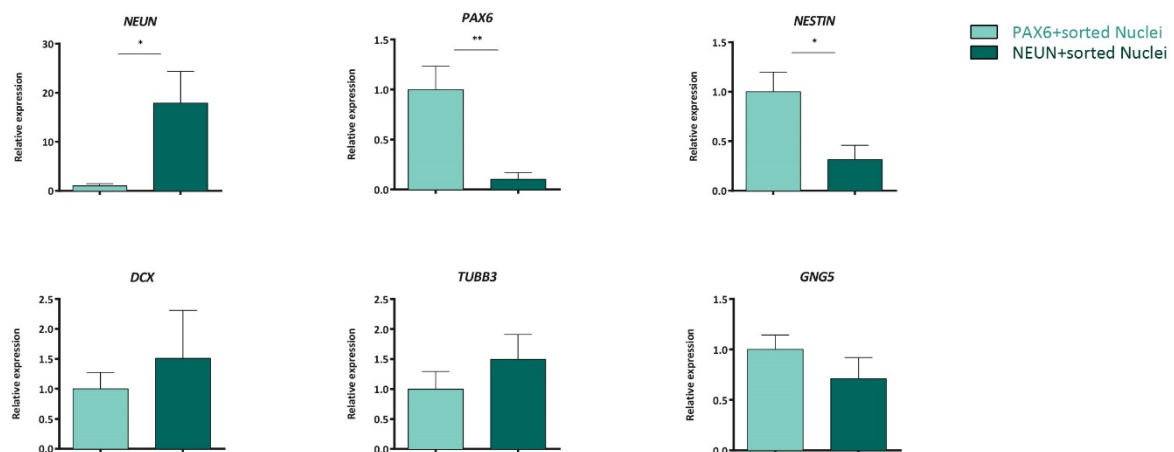 NEUN
*
30
20
10
0
Relative expression
PAX6
**
1.5
1.0
0.5
0.0
Relative expression
NESTIN
*
1.5
1.0
0.5
0.0
Relative expression
PAX6+sorted Nuclei
NEUN+sorted Nuclei
DCX
2.5
2.0
1.5
1.0
0.5
0.0
Relative expression
TUBB3
2.5
2.0
1.5
1.0
0.5
0.0
Relative expression
GNG5
1.5
1.0
0.5
0.0
Relative expression